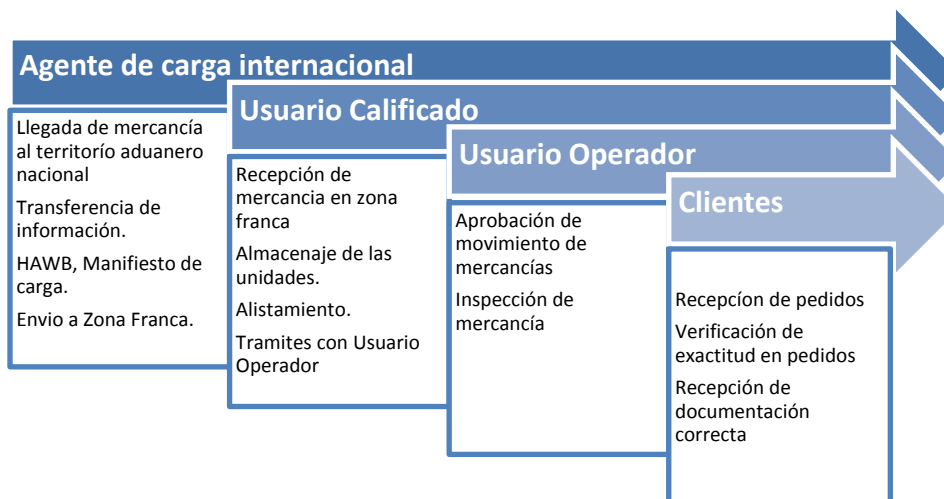 Agente de carga internacional
Llegada de mercancía
al territorío aduanero
nacional
Transferencia de
información.
HAWB, Manifiesto de
carga.
Envio a Zona Franca.
Usuario Calificado
Recepción de
mercancia en zona
franca
Almacenaje de las
unidades.
Alistamiento.
Tramites con Usuario
Operador
Usuario Operador
Aprobación de
movimiento de
mercancías
Inspección de
mercancía
Clientes
Recepcíon de pedidos
Verificación de
exactitud en pedidos
Recepción de
documentación
correcta